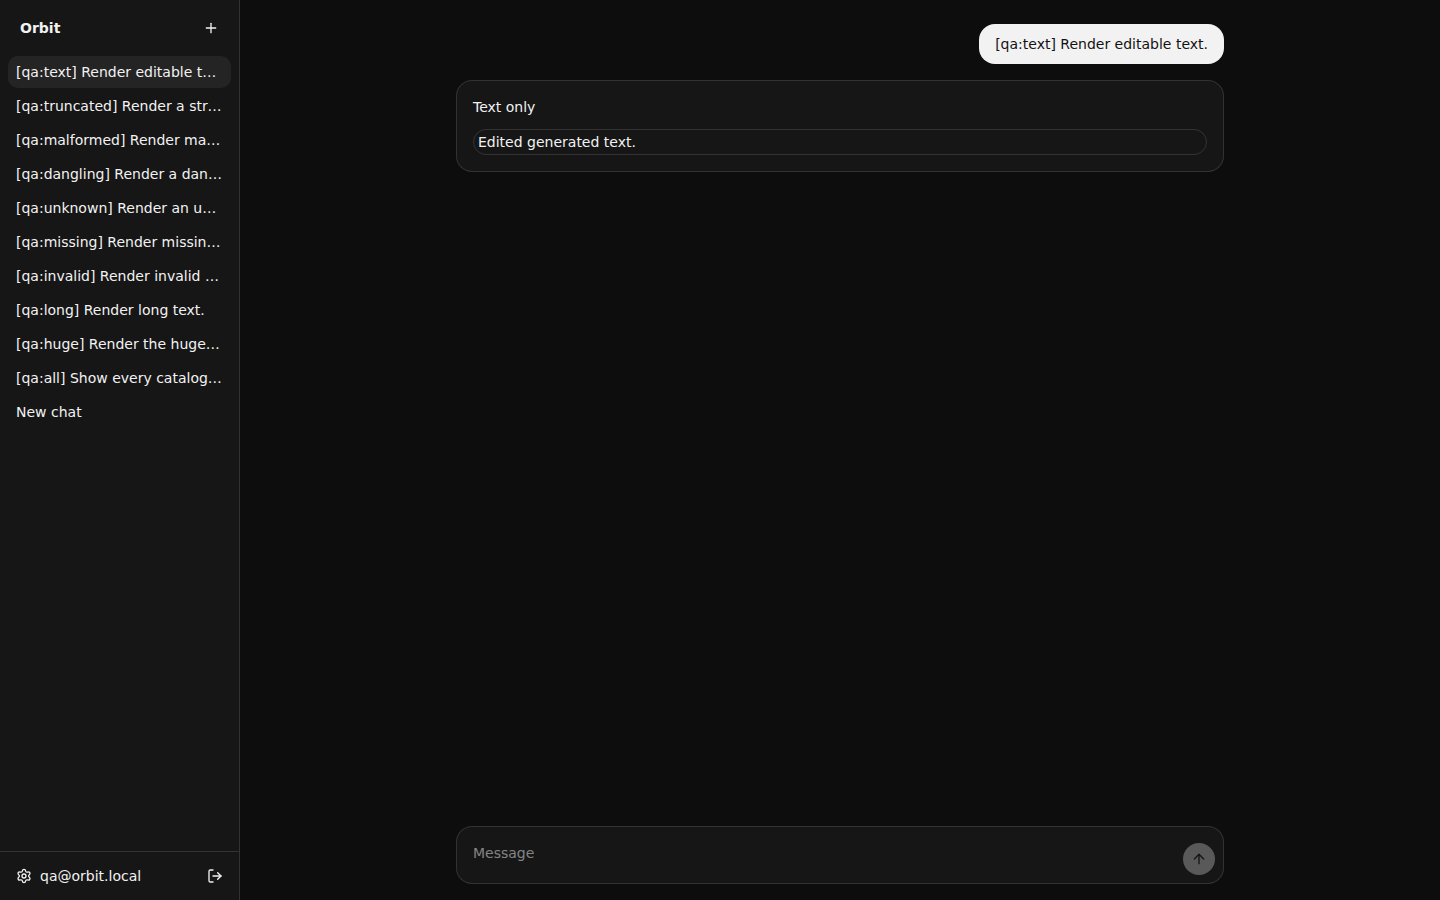 Orbit
[qa:text] Render editable t…
[qa:truncated] Render a str…
[qa:malformed] Render ma…
[qa:dangling] Render a dan…
[qa:unknown] Render an u…
[qa:missing] Render missin…
[qa:invalid] Render invalid …
[qa:long] Render long text.
[qa:huge] Render the huge…
[qa:all] Show every catalog…
New chat
qa@orbit.local
[qa:text] Render editable text.
Text only
Edited generated text.
Message